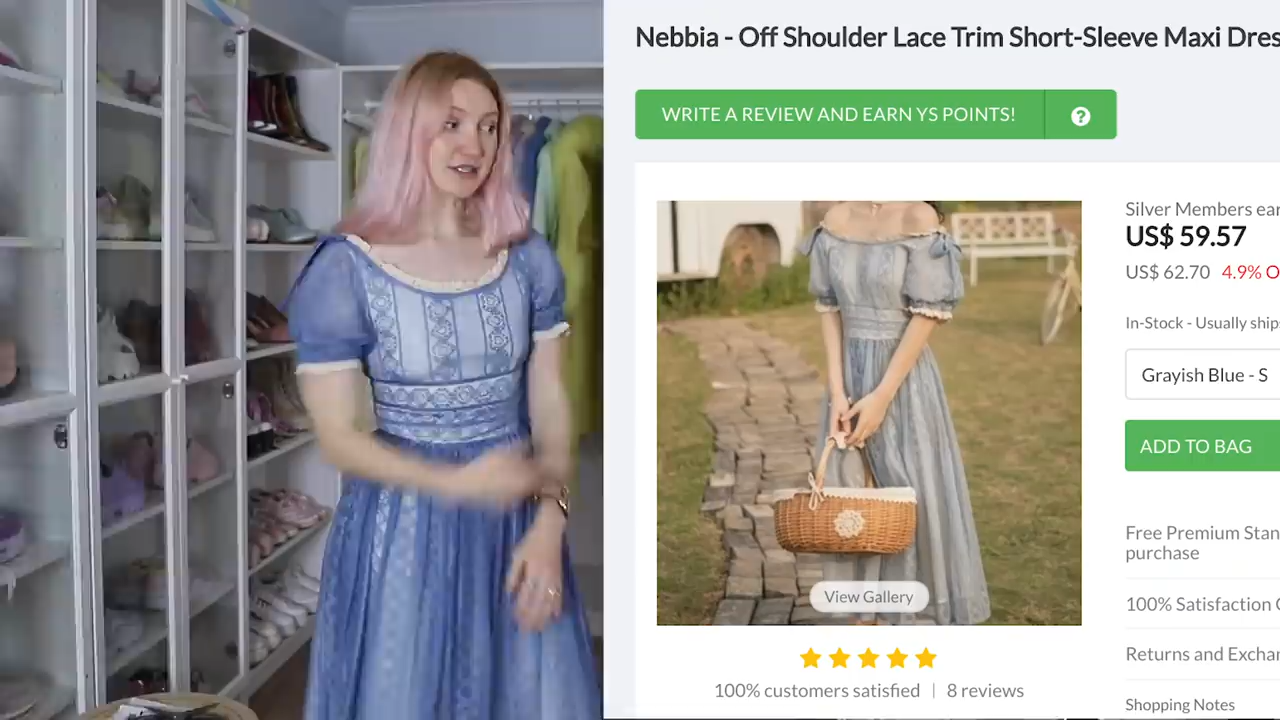 Nebbia - Off Shoulder Lace Trim Short-Sleeve Maxi Dres
WRITE A REVIEW AND EARN YS POINTS!
?
Silver Members ear
US$ 59.57
US$ 62.70 4.9% O
In-Stock - Usually ship
Grayish Blue - S
ADD TO BAG
Free Premium Stan
purchase
100% Satisfaction G
Returns and Exchan
Shopping Notes
View Gallery
100% customers satisfied | 8 reviews